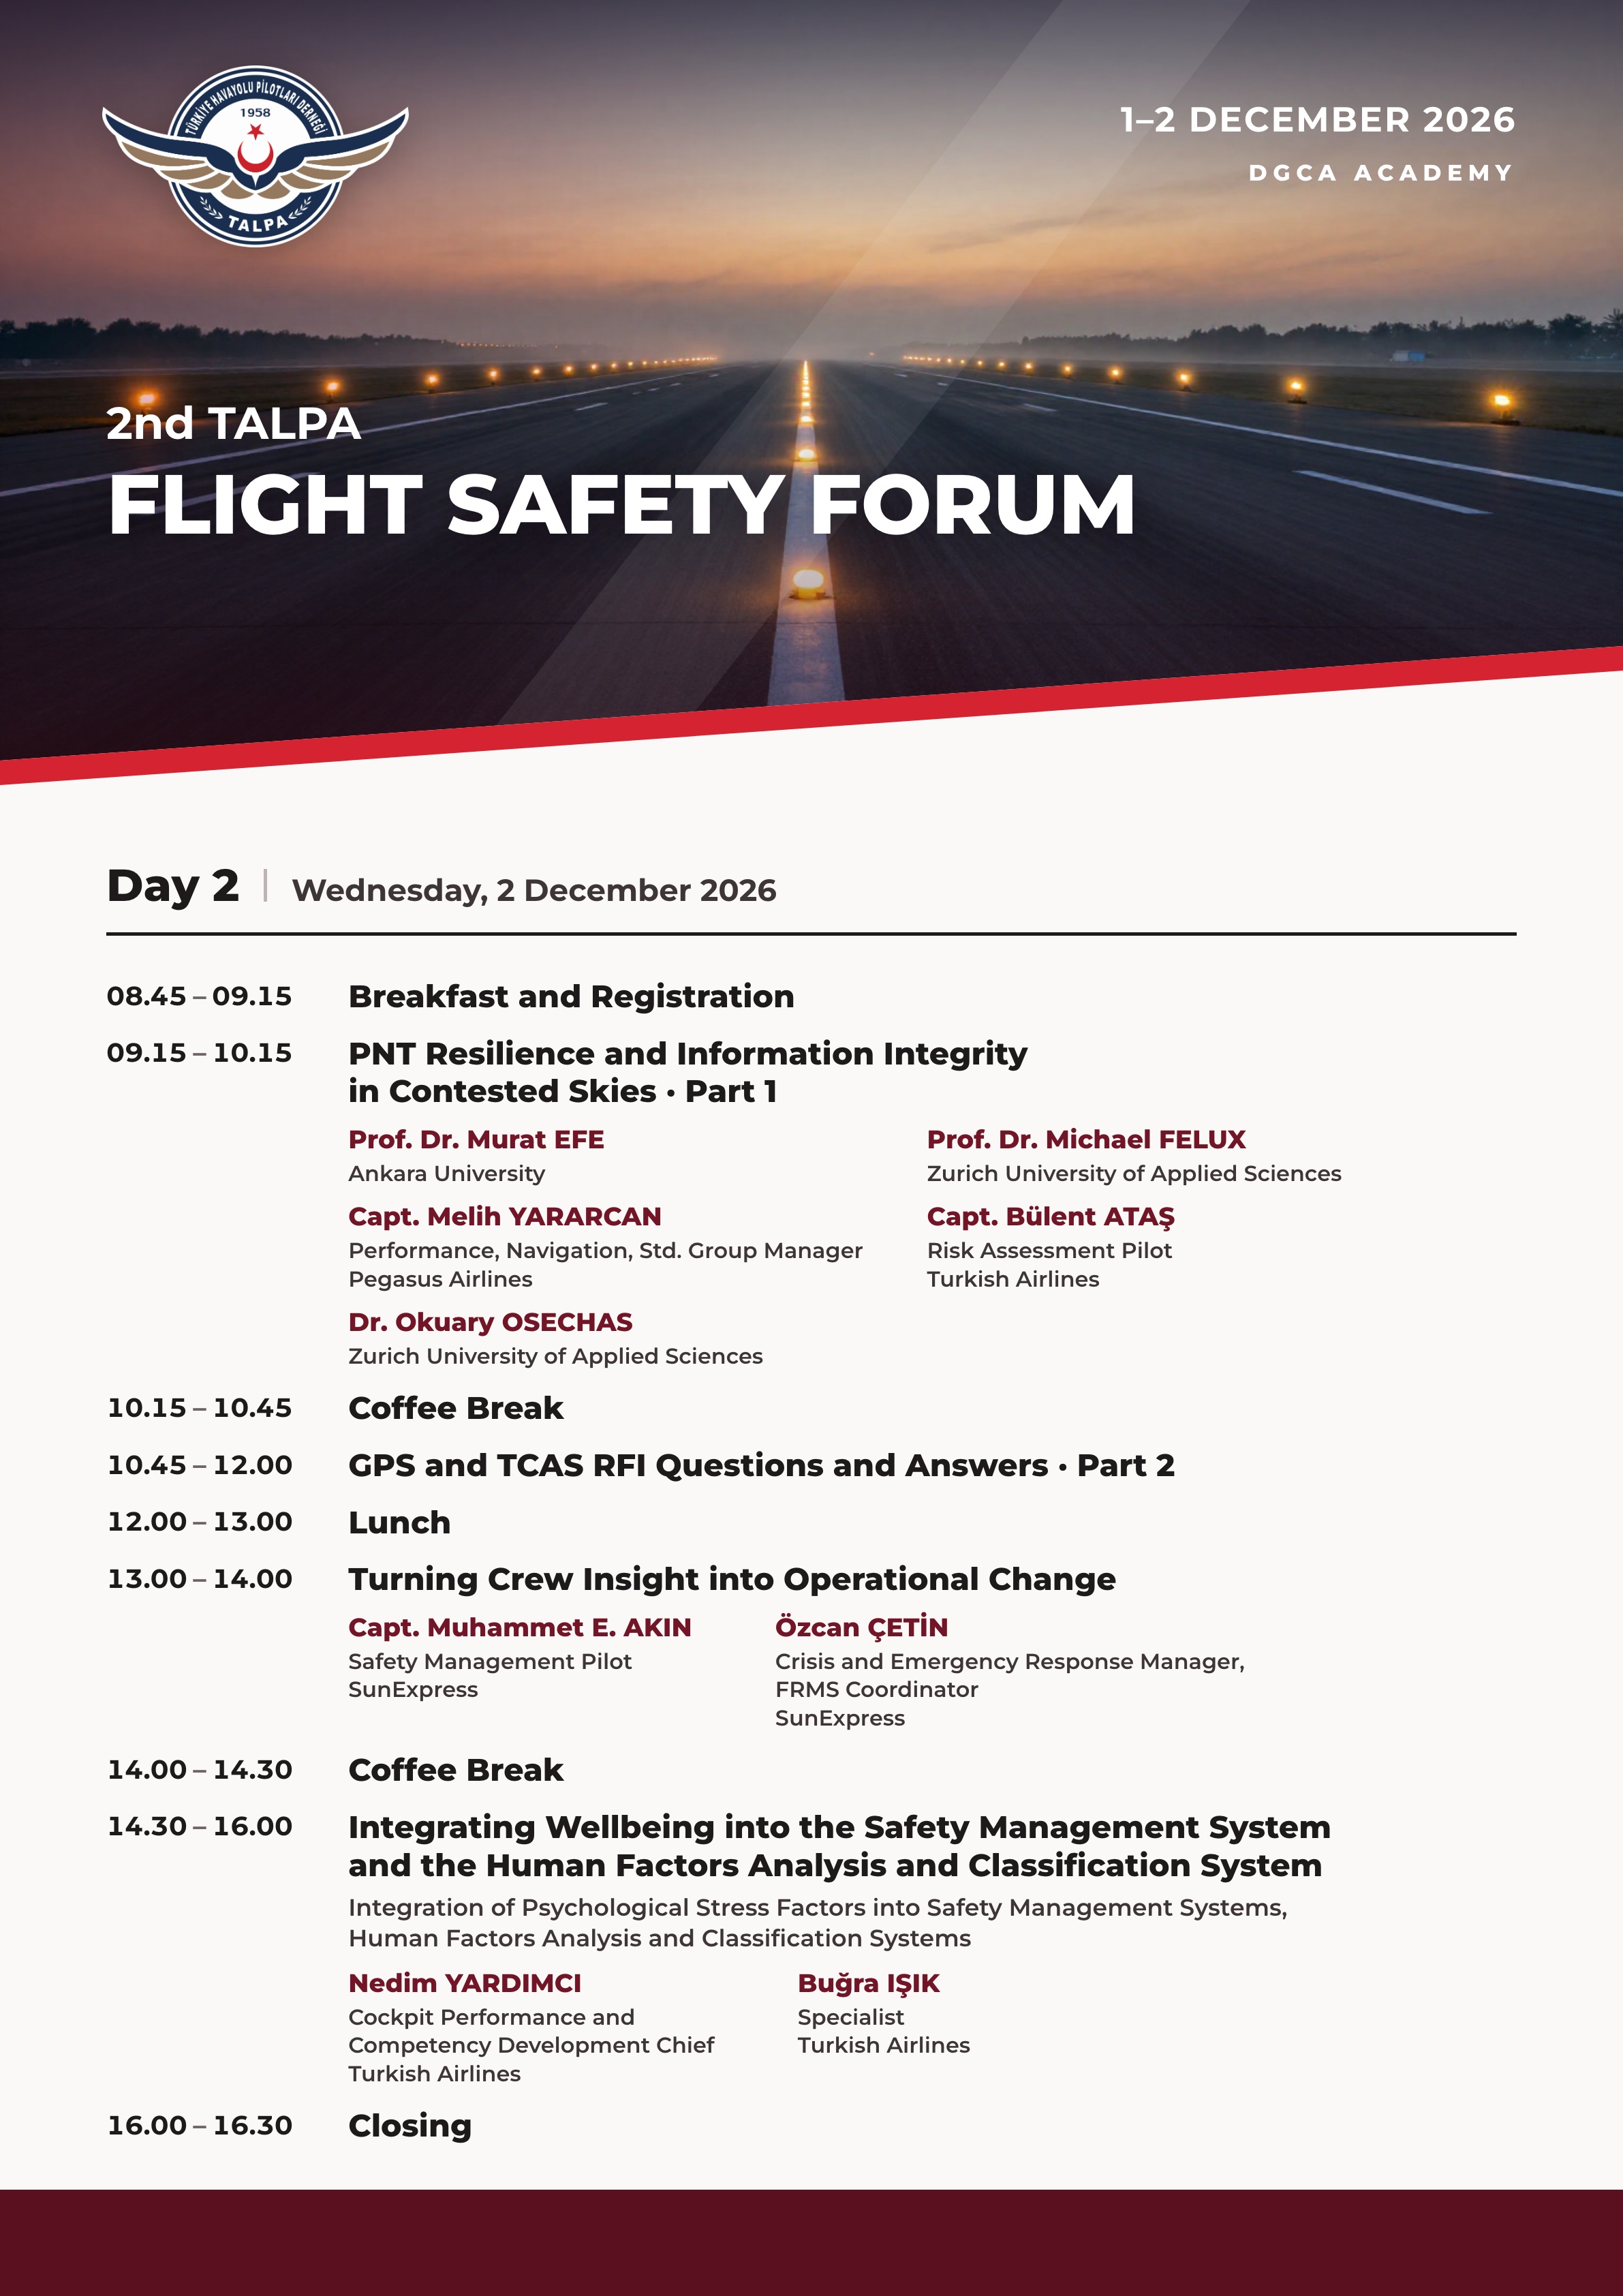 TÜRKİYE HAVAYOLU PİLOTLARI DERNEĞİ
1958
TALPA
1–2 DECEMBER 2026
DGCA ACADEMY
2nd TALPA
FLIGHT SAFETY FORUM
Day 2 | Wednesday, 2 December 2026
08.45 – 09.15 Breakfast and Registration
09.15 – 10.15 PNT Resilience and Information Integrity
in Contested Skies · Part 1
Prof. Dr. Murat EFE
Ankara University
Prof. Dr. Michael FELUX
Zurich University of Applied Sciences
Capt. Melih YARARCAN
Performance, Navigation, Std. Group Manager
Pegasus Airlines
Capt. Bülent ATAŞ
Risk Assessment Pilot
Turkish Airlines
Dr. Okuary OSECHAS
Zurich University of Applied Sciences
10.15 – 10.45 Coffee Break
10.45 – 12.00 GPS and TCAS RFI Questions and Answers · Part 2
12.00 – 13.00 Lunch
13.00 – 14.00 Turning Crew Insight into Operational Change
Capt. Muhammet E. AKIN
Safety Management Pilot
SunExpress
Özcan ÇETİN
Crisis and Emergency Response Manager,
FRMS Coordinator
SunExpress
14.00 – 14.30 Coffee Break
14.30 – 16.00 Integrating Wellbeing into the Safety Management System
and the Human Factors Analysis and Classification System
Integration of Psychological Stress Factors into Safety Management Systems,
Human Factors Analysis and Classification Systems
Nedim YARDIMCI
Cockpit Performance and
Competency Development Chief
Turkish Airlines
Buğra IŞIK
Specialist
Turkish Airlines
16.00 – 16.30 Closing